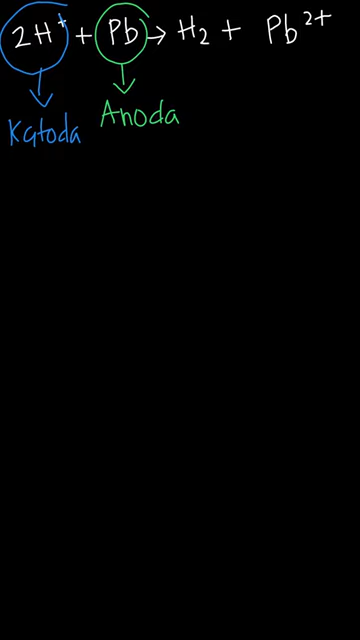 2H⁺ + Pb → H₂ + Pb²⁺
Katoda Anoda